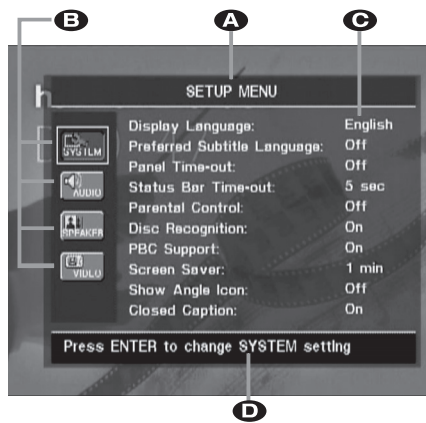 B A C
h
SETUP MENU
SYSTEM
AUDIO
SPEAKER
VIDEO
Display Language: English
Preferred Subtitle Language: Off
Panel Time-out: Off
Status Bar Time-out: 5 sec
Parental Control: Off
Disc Recognition: On
PBC Support: On
Screen Saver: 1 min
Show Angle Icon: Off
Closed Caption: On
Press ENTER to change SYSTEM setting
D